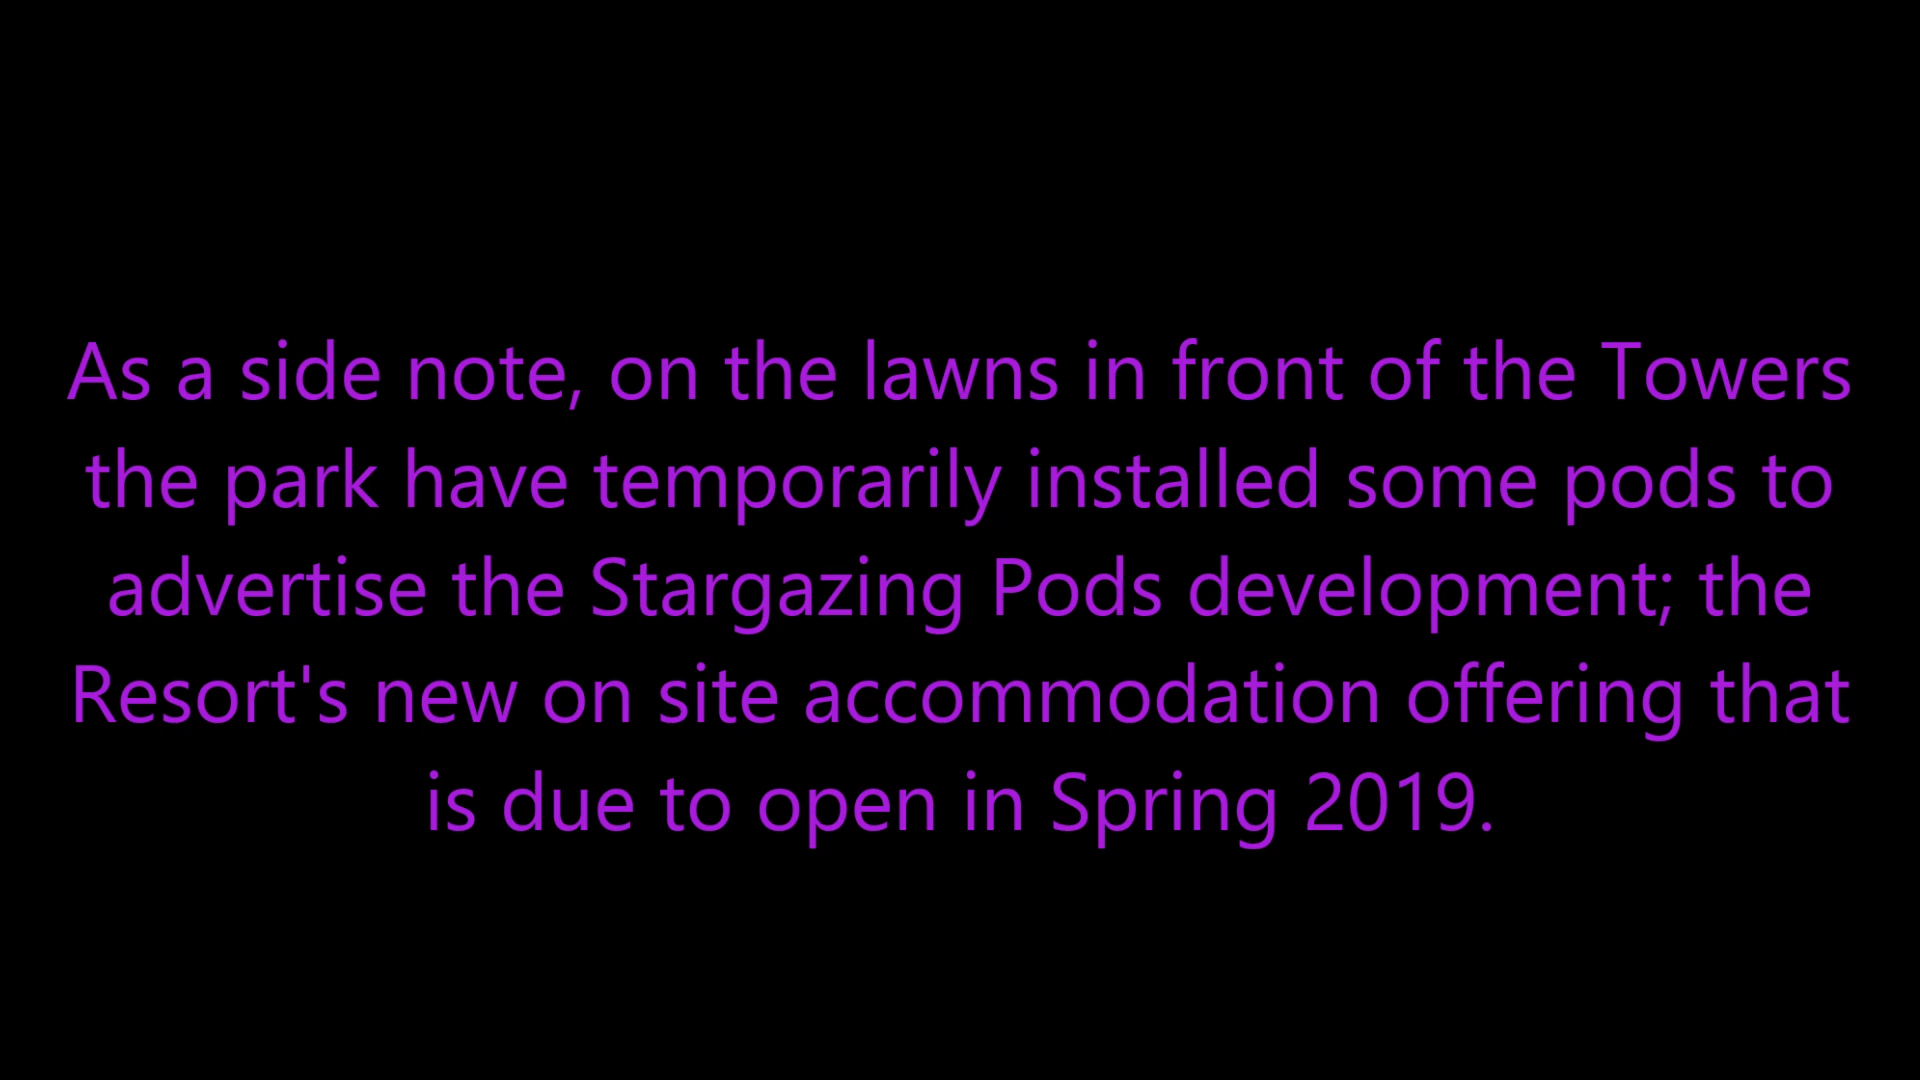 As a side note, on the lawns in front of the Towers
the park have temporarily installed some pods to
advertise the Stargazing Pods development; the
Resort's new on site accommodation offering that
is due to open in Spring 2019.